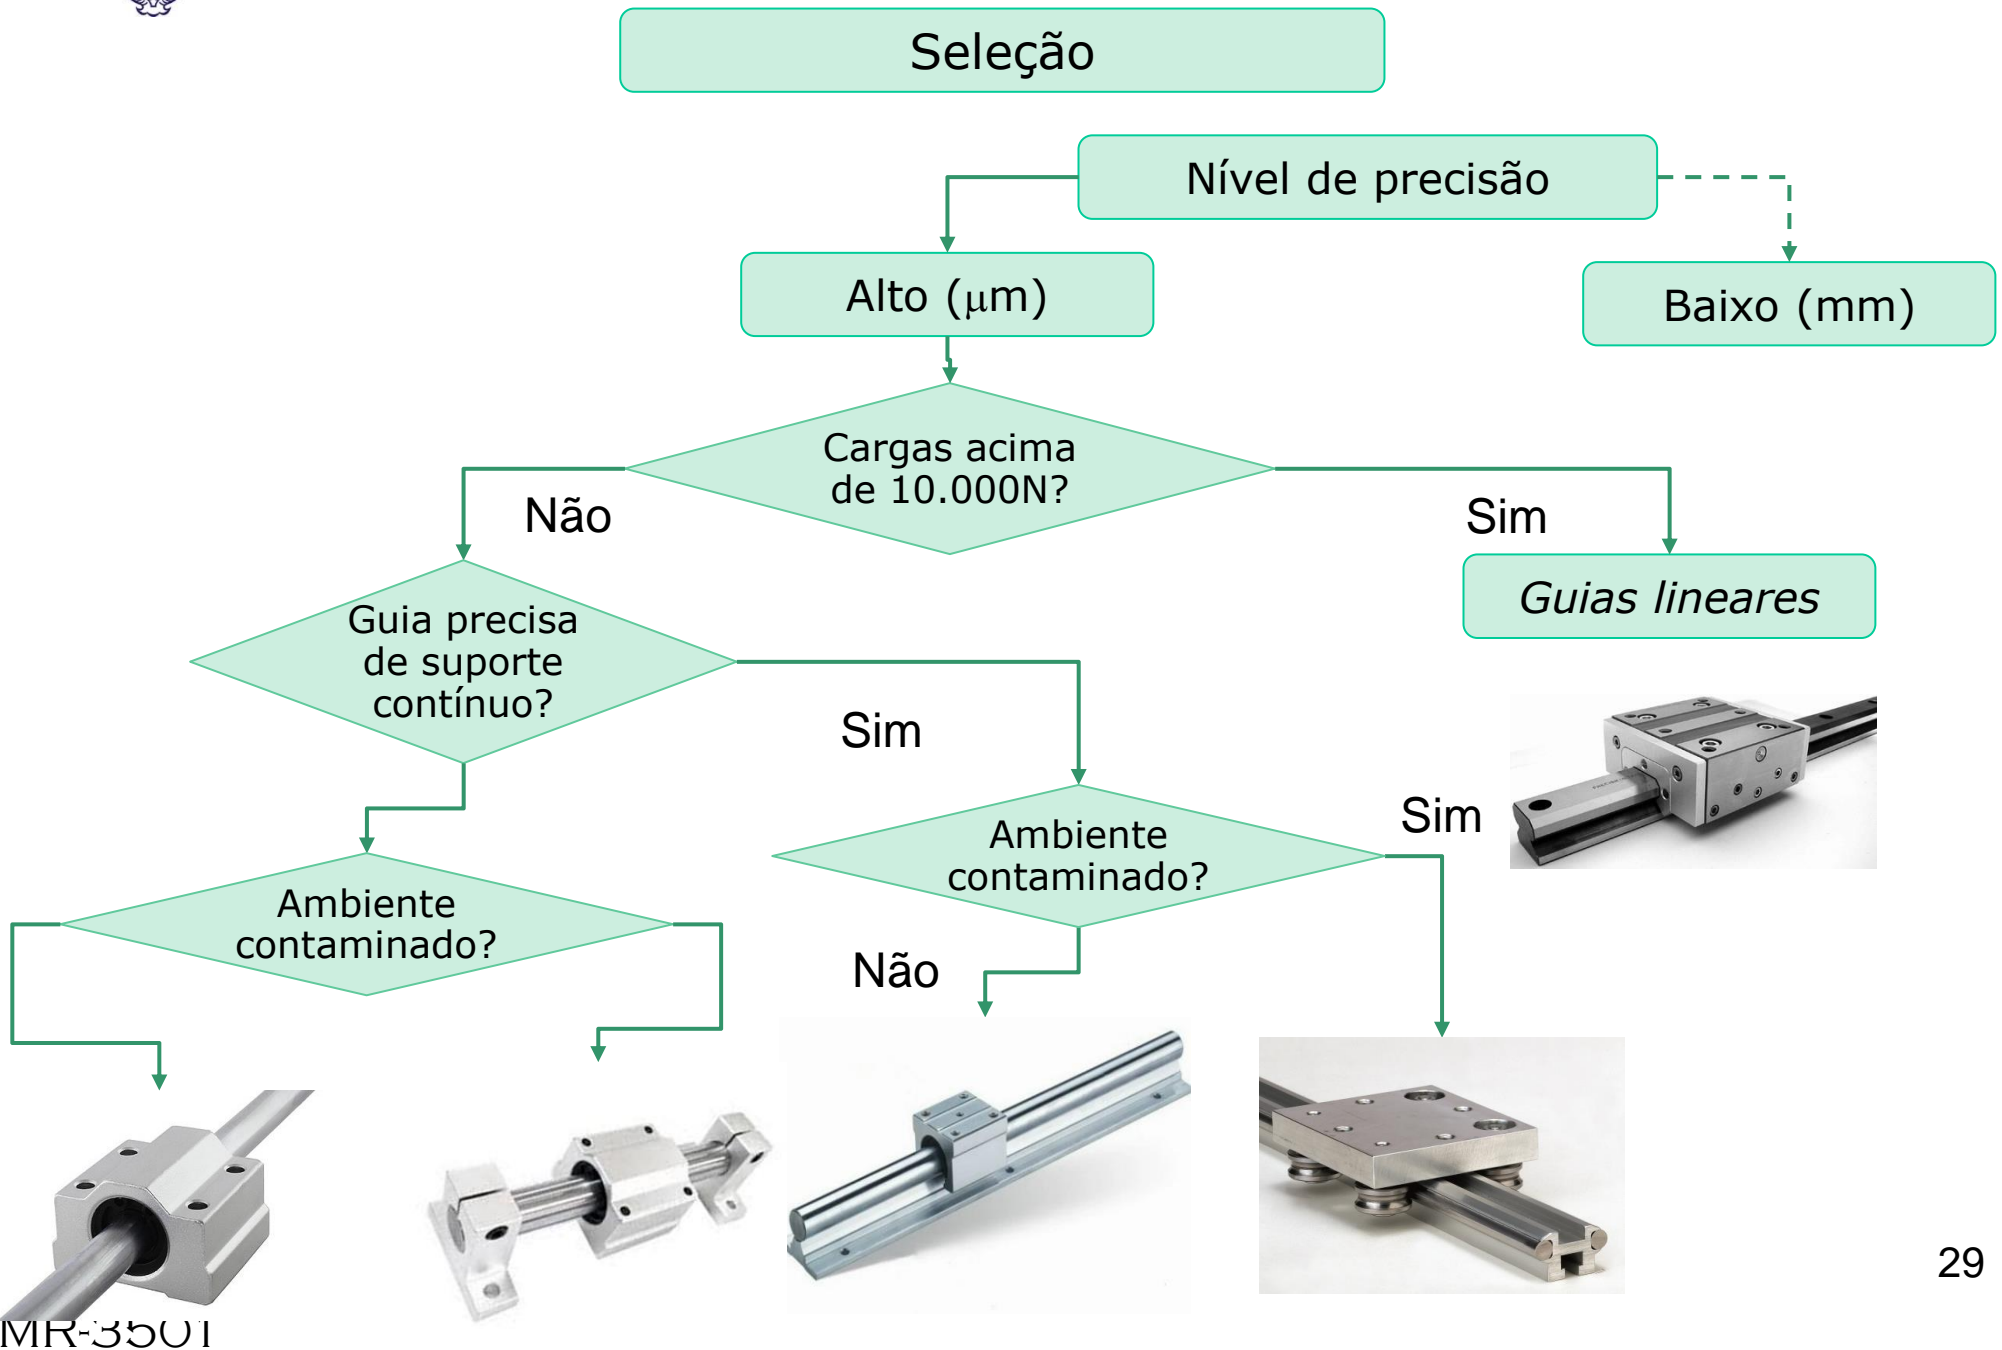 Seleção
Nível de precisão
Alto (μm)
Baixo (mm)
Cargas acima
de 10.000N?
Não
Sim
Guias lineares
Guia precisa
de suporte
contínuo?
Sim
Sim
Ambiente
contaminado?
Ambiente
contaminado?
Não
29
MR-3501